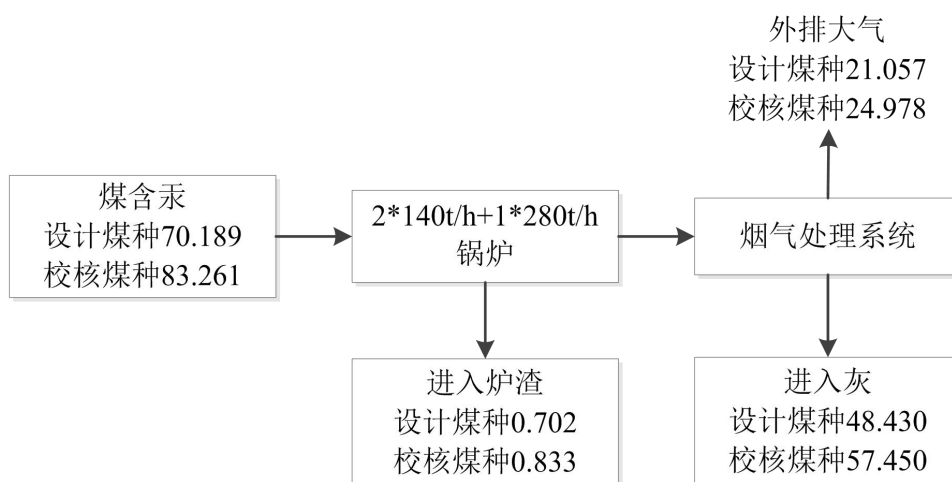 外排大气
设计煤种21.057
校核煤种24.978
煤含汞
设计煤种70.189
校核煤种83.261
2*140t/h+1*280t/h
锅炉
烟气处理系统
进入炉渣
设计煤种0.702
校核煤种0.833
进入灰
设计煤种48.430
校核煤种57.450